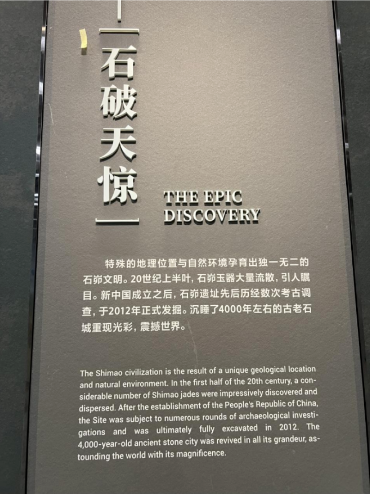 石破天惊
THE EPIC
DISCOVERY
特殊的地理位置与自然环境孕育出独一无二的
石峁文明。20世纪上半叶，石峁玉器大量流散，引人瞩
目。新中国成立之后，石峁遗址先后历经数次考古调
查，于2012年正式发掘。沉睡了4000年左右的古老石
城重现光彩，震撼世界。
The Shimao civilization is the result of a unique geological location
and natural environment. In the first half of the 20th century, a con-
siderable number of Shimao jades were impressively discovered and
dispersed. After the establishment of the People's Republic of China,
the Site was subject to numerous rounds of archaeological investi-
gations and was ultimately fully excavated in 2012. The
4,000-year-old ancient stone city was revived in all its grandeur, as-
tounding the world with its magnificence.